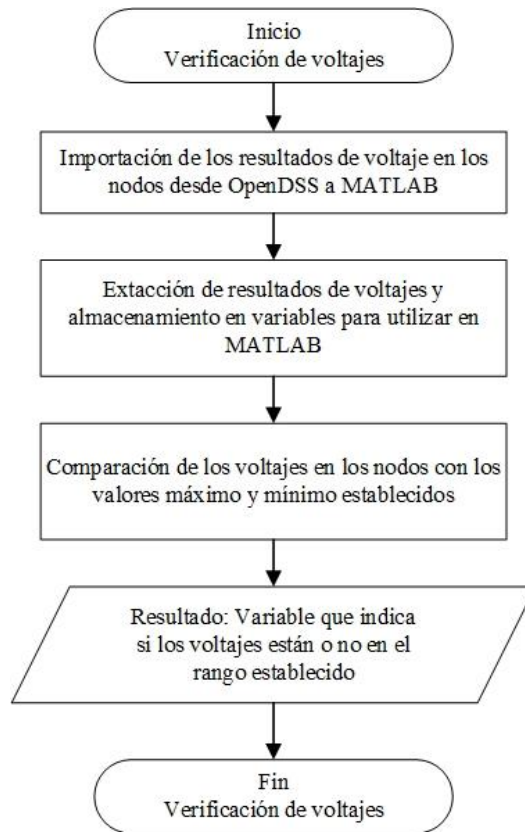 Inicio
Verificación de voltajes
Importación de los resultados de voltaje en los
nodos desde OpenDSS a MATLAB
Extacción de resultados de voltajes y
almacenamiento en variables para utilizar en
MATLAB
Comparación de los voltajes en los nodos con los
valores máximo y mínimo establecidos
Resultado: Variable que indica
si los voltajes están o no en el
rango establecido
Fin
Verificación de voltajes